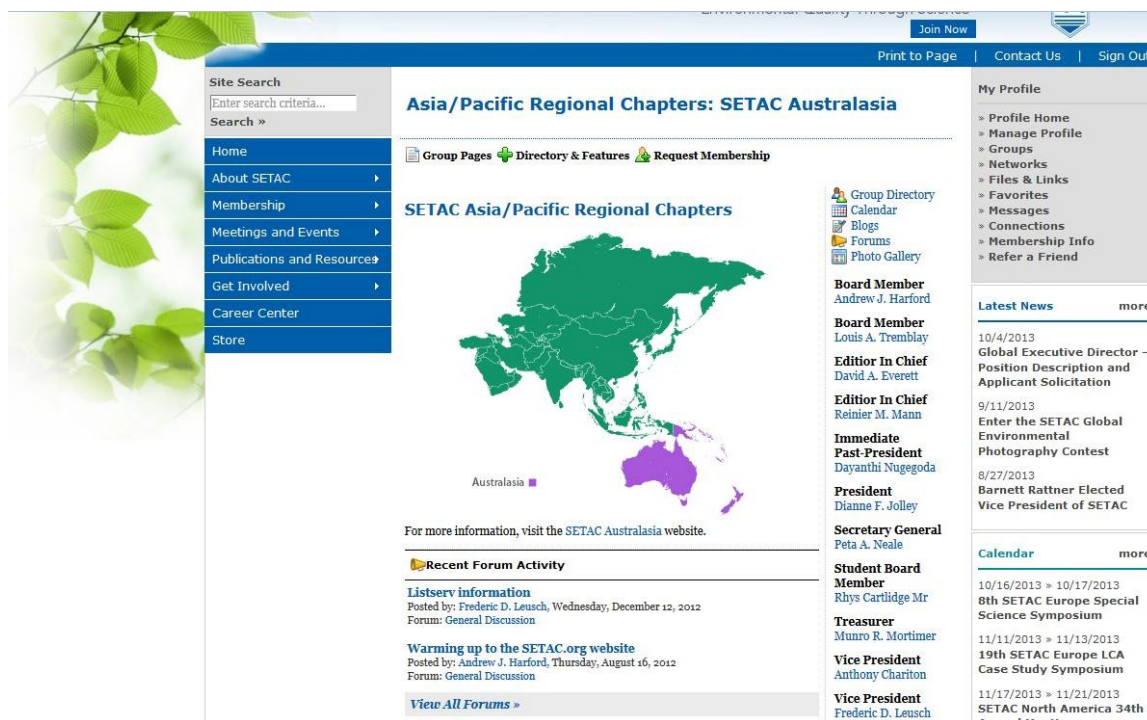 Environmental Quality Through Science
Join Now
Print to Page | Contact Us | Sign Out
Site Search
Enter search criteria...
Search »
Home
About SETAC
Membership
Meetings and Events
Publications and Resources
Get Involved
Career Center
Store
Asia/Pacific Regional Chapters: SETAC Australasia
Group Pages Directory & Features Request Membership
SETAC Asia/Pacific Regional Chapters
Australasia
For more information, visit the SETAC Australasia website.
Recent Forum Activity
Listserv information
Posted by: Frederic D. Leusch, Wednesday, December 12, 2012
Forum: General Discussion
Warming up to the SETAC.org website
Posted by: Andrew J. Harford, Thursday, August 16, 2012
Forum: General Discussion
View All Forums »
Group Directory
Calendar
Blogs
Forums
Photo Gallery
Board Member
Andrew J. Harford
Board Member
Louis A. Tremblay
Editior In Chief
David A. Everett
Editior In Chief
Reinier M. Mann
Immediate
Past-President
Dayanthi Nugegoda
President
Dianne F. Jolley
Secretary General
Peta A. Neale
Student Board
Member
Rhys Cartlidge Mr
Treasurer
Munro R. Mortimer
Vice President
Anthony Chariton
Vice President
Frederic D. Leusch
My Profile
» Profile Home
» Manage Profile
» Groups
» Networks
» Files & Links
» Favorites
» Messages
» Connections
» Membership Info
» Refer a Friend
Latest News more
10/4/2013
Global Executive Director –
Position Description and
Applicant Solicitation
9/11/2013
Enter the SETAC Global
Environmental
Photography Contest
8/27/2013
Barnett Rattner Elected
Vice President of SETAC
Calendar more
10/16/2013 » 10/17/2013
8th SETAC Europe Special
Science Symposium
11/11/2013 » 11/13/2013
19th SETAC Europe LCA
Case Study Symposium
11/17/2013 » 11/21/2013
SETAC North America 34th